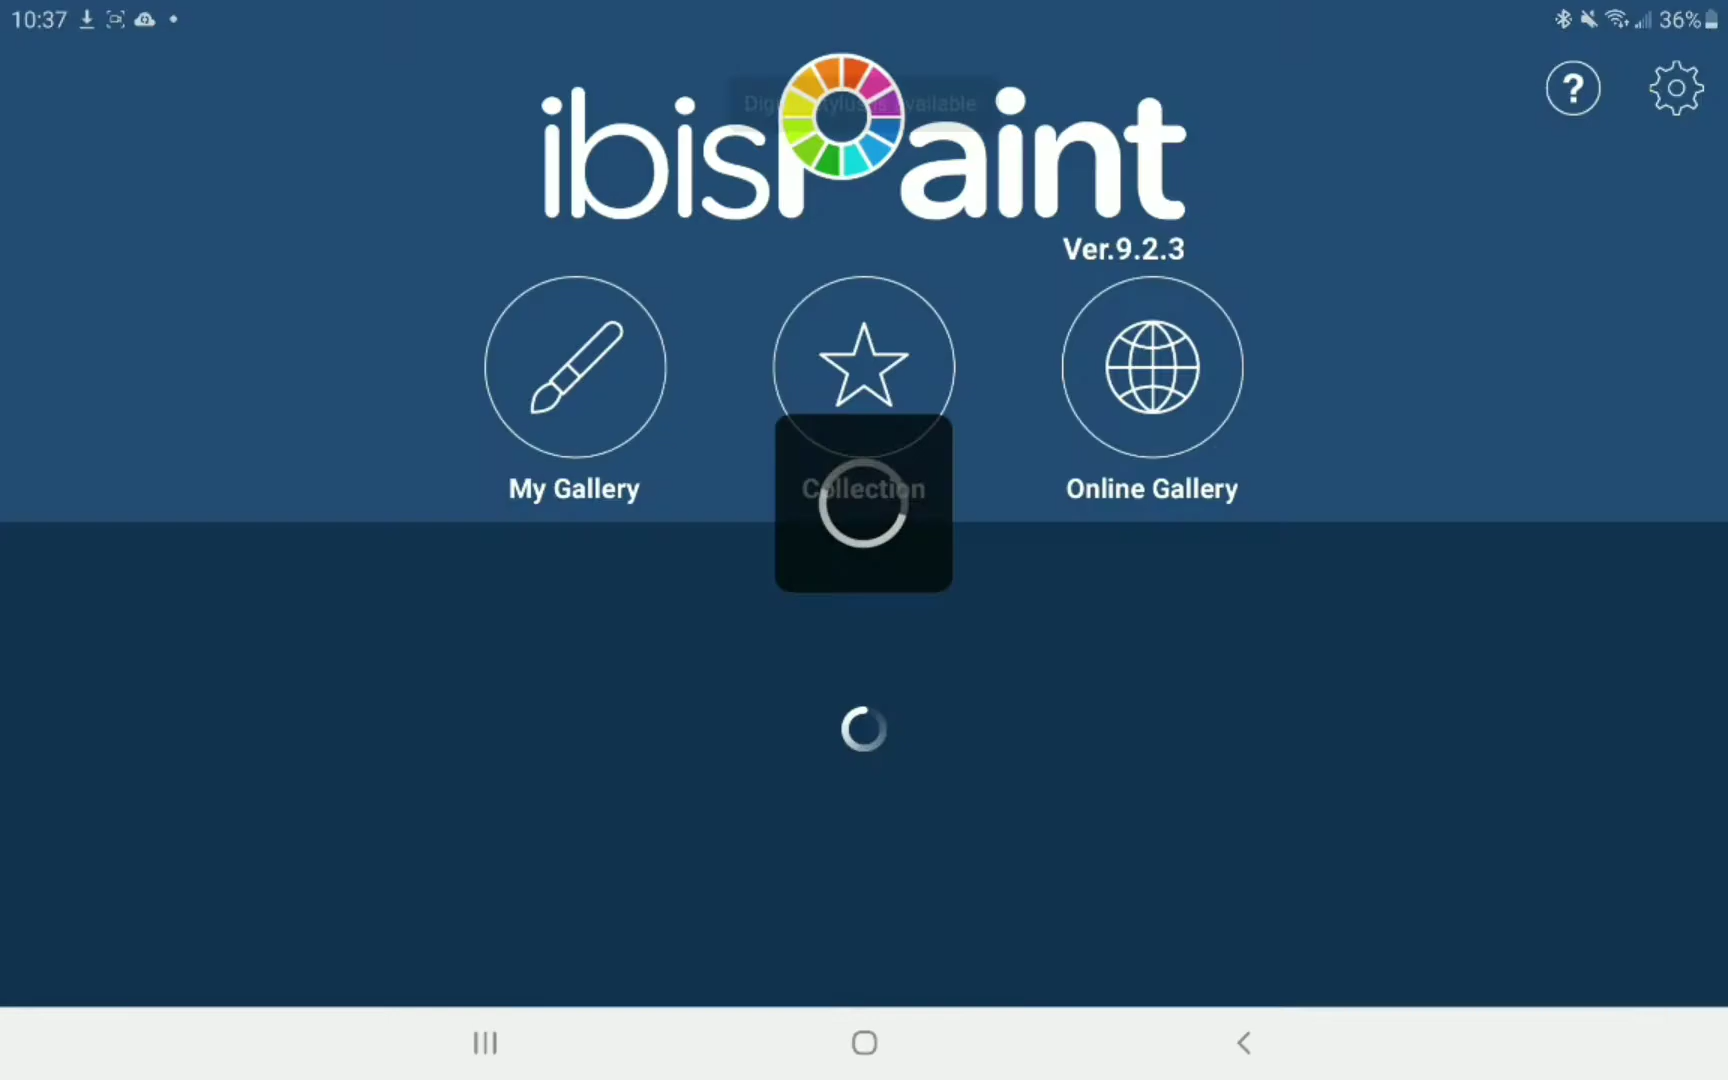 10:37
36%
ibisPaint
Ver.9.2.3
My Gallery
Collection
Online Gallery